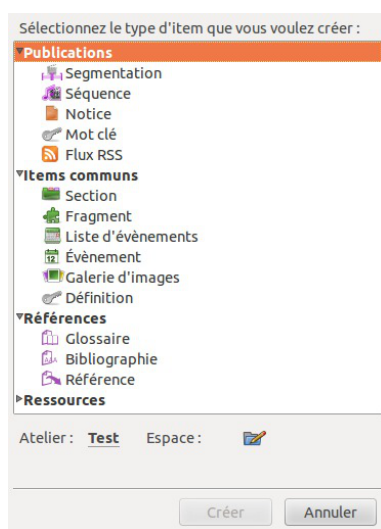 Sélectionnez le type d'item que vous voulez créer :
Publications
Segmentation
Séquence
Notice
Mot clé
Flux RSS
Items communs
Section
Fragment
Liste d'évènements
Évènement
Galerie d'images
Définition
Références
Glossaire
Bibliographie
Référence
Ressources
Atelier : Test Espace :
Créer Annuler